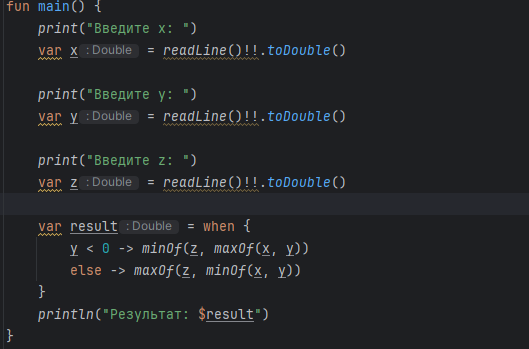 fun main() {
print("Введите x: ")
var x : Double = readLine()!!.toDouble()
print("Введите y: ")
var y : Double = readLine()!!.toDouble()
print("Введите z: ")
var z : Double = readLine()!!.toDouble()
var result : Double = when {
y < 0 -> minOf(z, maxOf(x, y))
else -> maxOf(z, minOf(x, y))
}
println("Результат: $result")
}